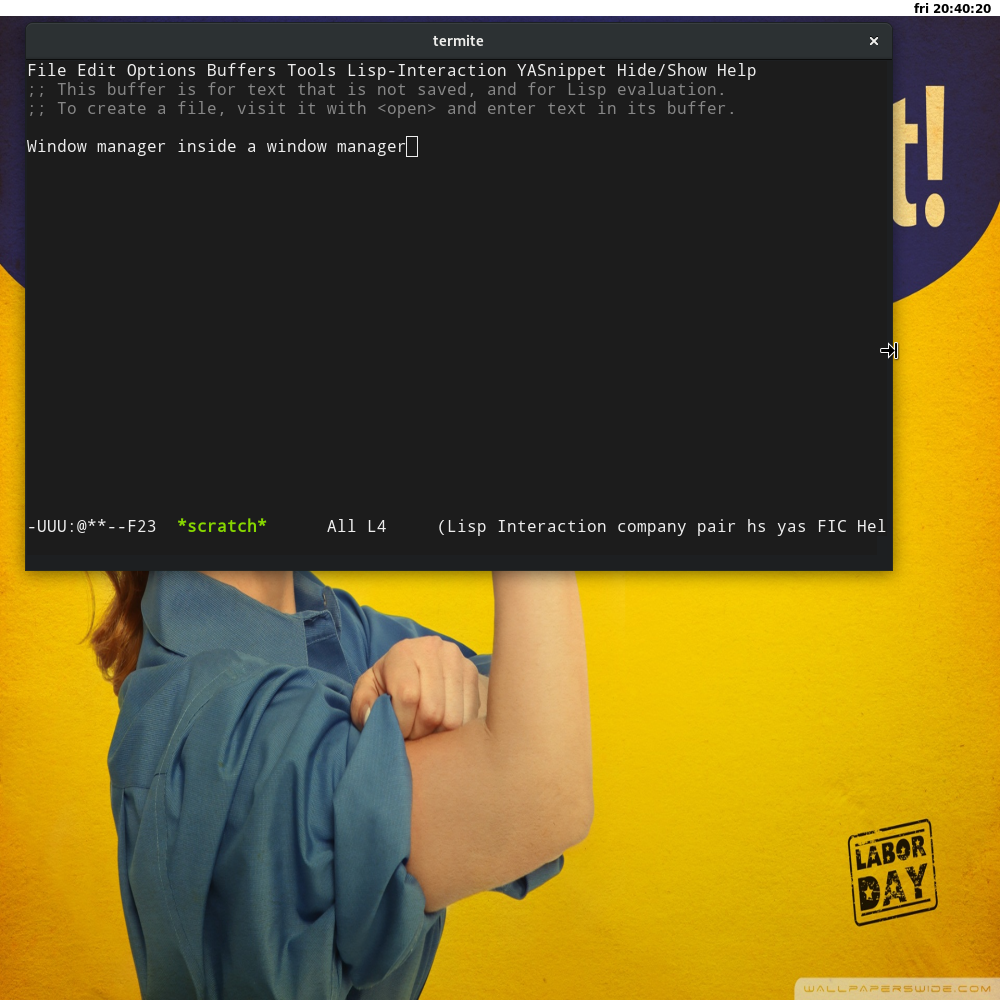 fri 20:40:20
termite ×
File Edit Options Buffers Tools Lisp-Interaction YASnippet Hide/Show Help
;; This buffer is for text that is not saved, and for Lisp evaluation.
;; To create a file, visit it with <open> and enter text in its buffer.
Window manager inside a window manager
t!
-UUU:@**--F23 *scratch* All L4 (Lisp Interaction company pair hs yas FIC Hel
LABOR
DAY
WALLPAPERSWIDE.COM